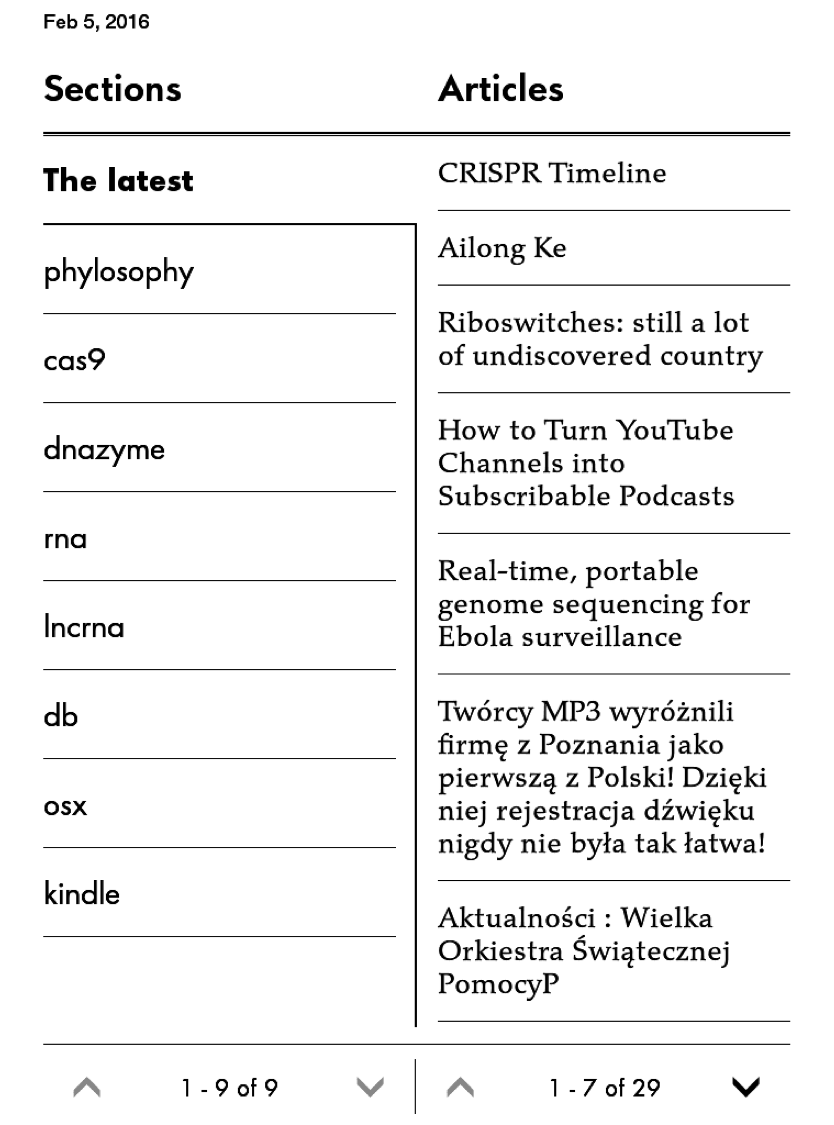 Feb 5, 2016
Sections
The latest
phylosophy
cas9
dnazyme
rna
lncrna
db
osx
kindle
1 - 9 of 9
Articles
CRISPR Timeline
Ailong Ke
Riboswitches: still a lot
of undiscovered country
How to Turn YouTube
Channels into
Subscribable Podcasts
Real-time, portable
genome sequencing for
Ebola surveillance
Twórcy MP3 wyróżnili
firmę z Poznania jako
pierwszą z Polski! Dzięki
niej rejestracja dźwięku
nigdy nie była tak łatwa!
Aktualności : Wielka
Orkiestra Świątecznej
PomocyP
1 - 7 of 29